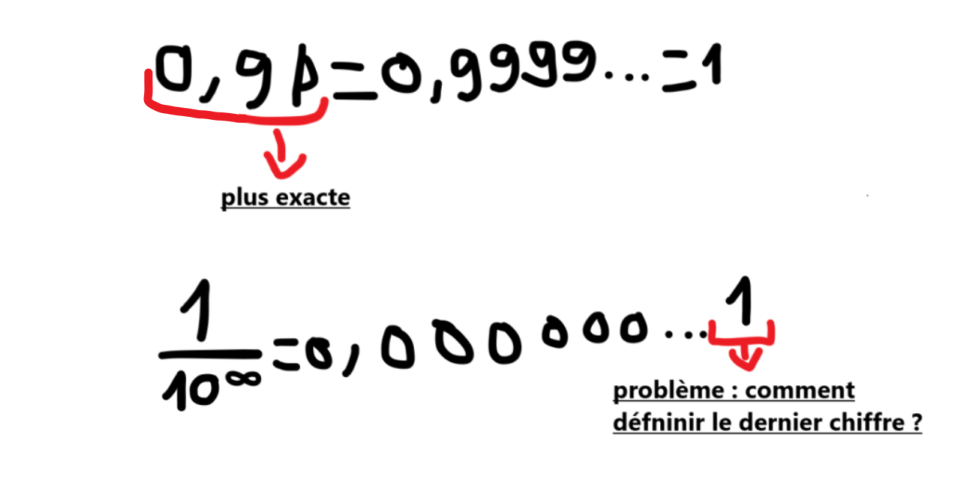 0,9p=0,9999...=1
plus exacte
1/10^∞=0,000000...1
problème : comment
défninir le dernier chiffre ?